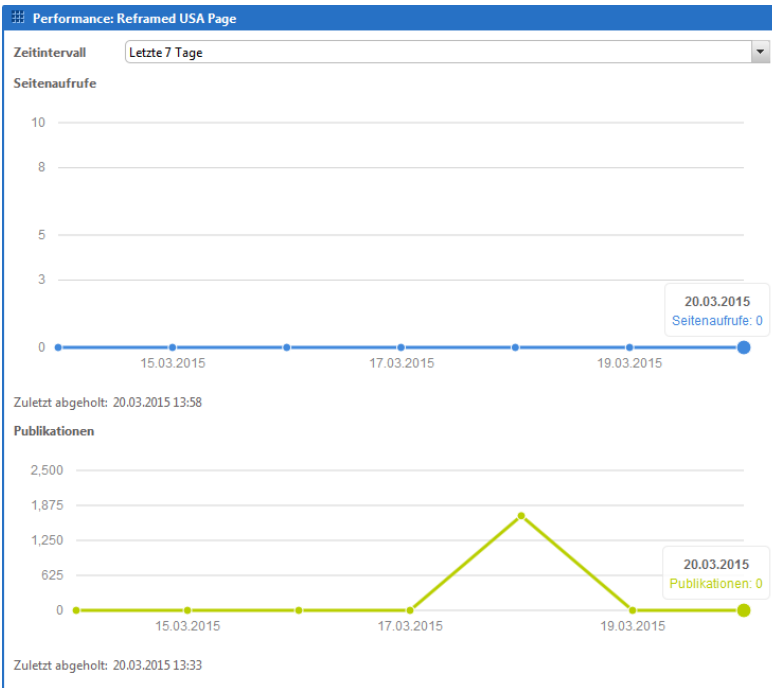 Performance: Reframed USA Page
Zeitintervall Letzte 7 Tage
Seitenaufrufe
10
8
5
3
20.03.2015
Seitenaufrufe: 0
0
15.03.2015 17.03.2015 19.03.2015
Zuletzt abgeholt: 20.03.2015 13:58
Publikationen
2,500
1,875
1,250
20.03.2015
625
Publikationen: 0
0
15.03.2015 17.03.2015 19.03.2015
Zuletzt abgeholt: 20.03.2015 13:33